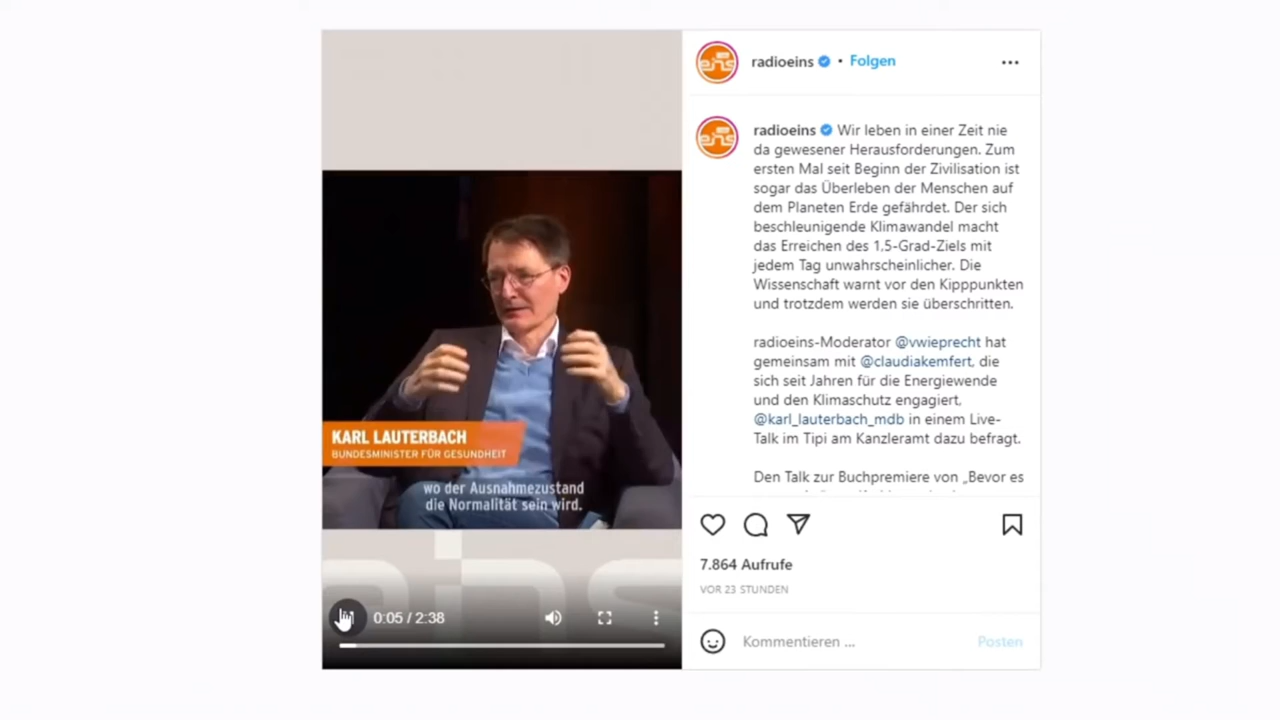 radioeins • Folgen
radioeins Wir leben in einer Zeit nie
da gewesener Herausforderungen. Zum
ersten Mal seit Beginn der Zivilisation ist
sogar das Überleben der Menschen auf
dem Planeten Erde gefährdet. Der sich
beschleunigende Klimawandel macht
das Erreichen des 1,5-Grad-Ziels mit
jedem Tag unwahrscheinlicher. Die
Wissenschaft warnt vor den Kipppunkten
und trotzdem werden sie überschritten.
radioeins-Moderator @vwieprecht hat
gemeinsam mit @claudiakemfert, die
sich seit Jahren für die Energiewende
und den Klimaschutz engagiert,
@karl_lauterbach_mdb in einem Live-
Talk im Tipi am Kanzleramt dazu befragt.
Den Talk zur Buchpremiere von „Bevor es
KARL LAUTERBACH
BUNDESMINISTER FÜR GESUNDHEIT
wo der Ausnahmezustand
die Normalität sein wird.
eins
0:05 / 2:38
7.864 Aufrufe
VOR 23 STUNDEN
Kommentieren ...
Posten